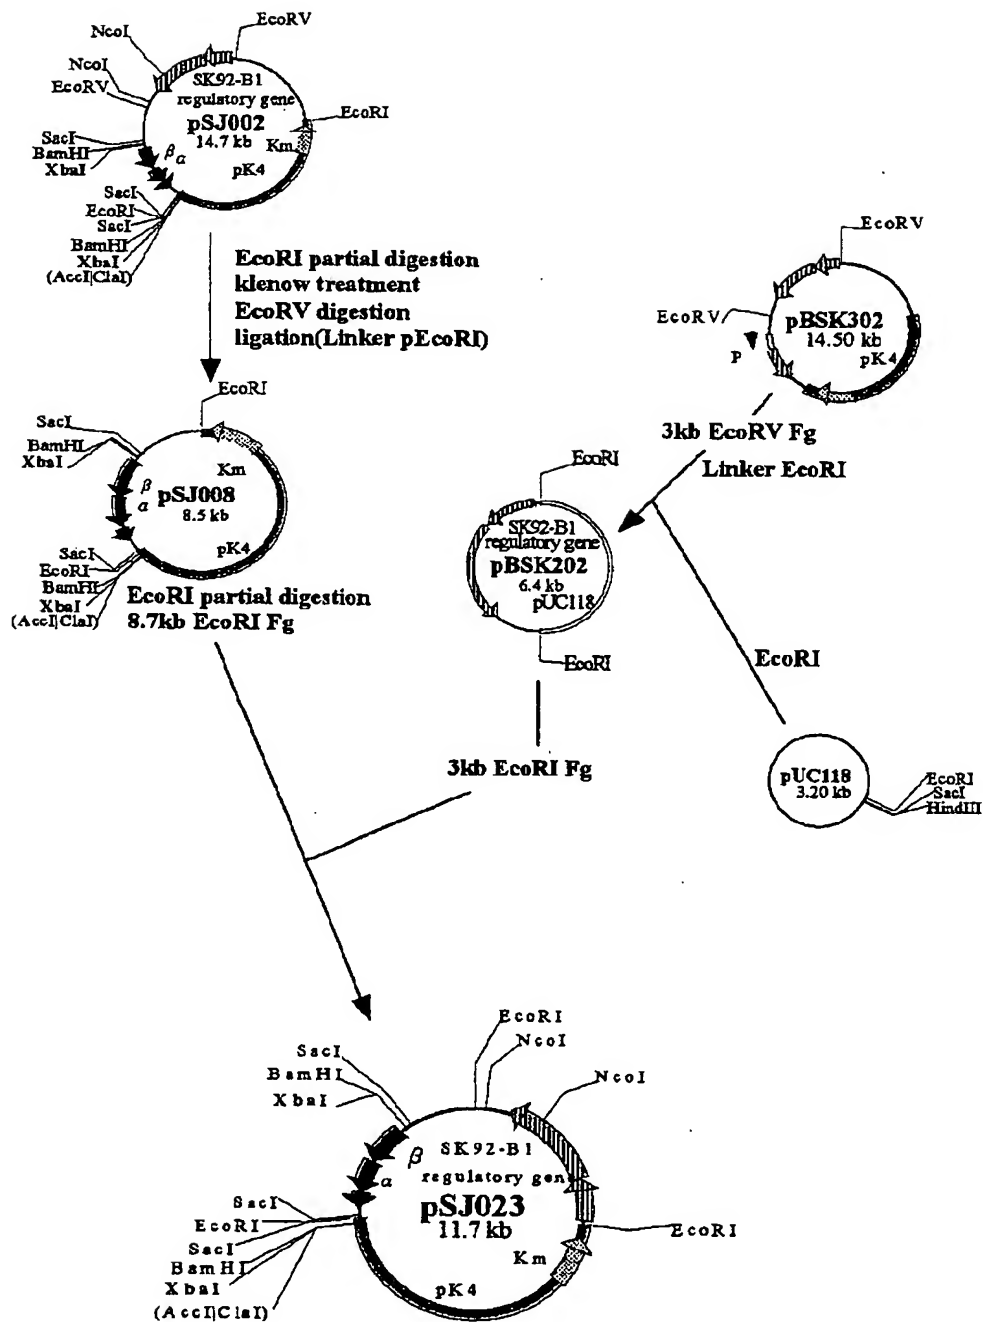 EcoRV
NcoI
NcoI
EcoRV
SK92-B1
regulatory gene
pSJ002
14.7 kb
EcoRI
Km
SacI
BamHI
XbaI
β
α
pK4
SacI
EcoRI
SacI
BamHI
XbaI
(AccI|ClaI)
EcoRI partial digestion
klenow treatment
EcoRV digestion
ligation(Linker pEcoRI)
EcoRV
EcoRV
pBSK302
14.50 kb
pK4
P
3kb EcoRV Fg
Linker EcoRI
EcoRI
SacI
BamHI
XbaI
Km
β
α
pSJ008
8.5 kb
pK4
SacI
EcoRI
BamHI
XbaI
(AccI|ClaI)
EcoRI partial digestion
8.7kb EcoRI Fg
EcoRI
SK92-B1
regulatory gene
pBSK202
6.4 kb
pUC118
EcoRI
EcoRI
3kb EcoRI Fg
pUC118
3.20 kb
EcoRI
SacI
HindIII
EcoRI
NcoI
NcoI
SacI
BamHI
XbaI
β
α
SK92-B1
regulatory gene
pSJ023
11.7 kb
EcoRI
Km
pK4
SacI
EcoRI
SacI
BamHI
XbaI
(AccI|ClaI)